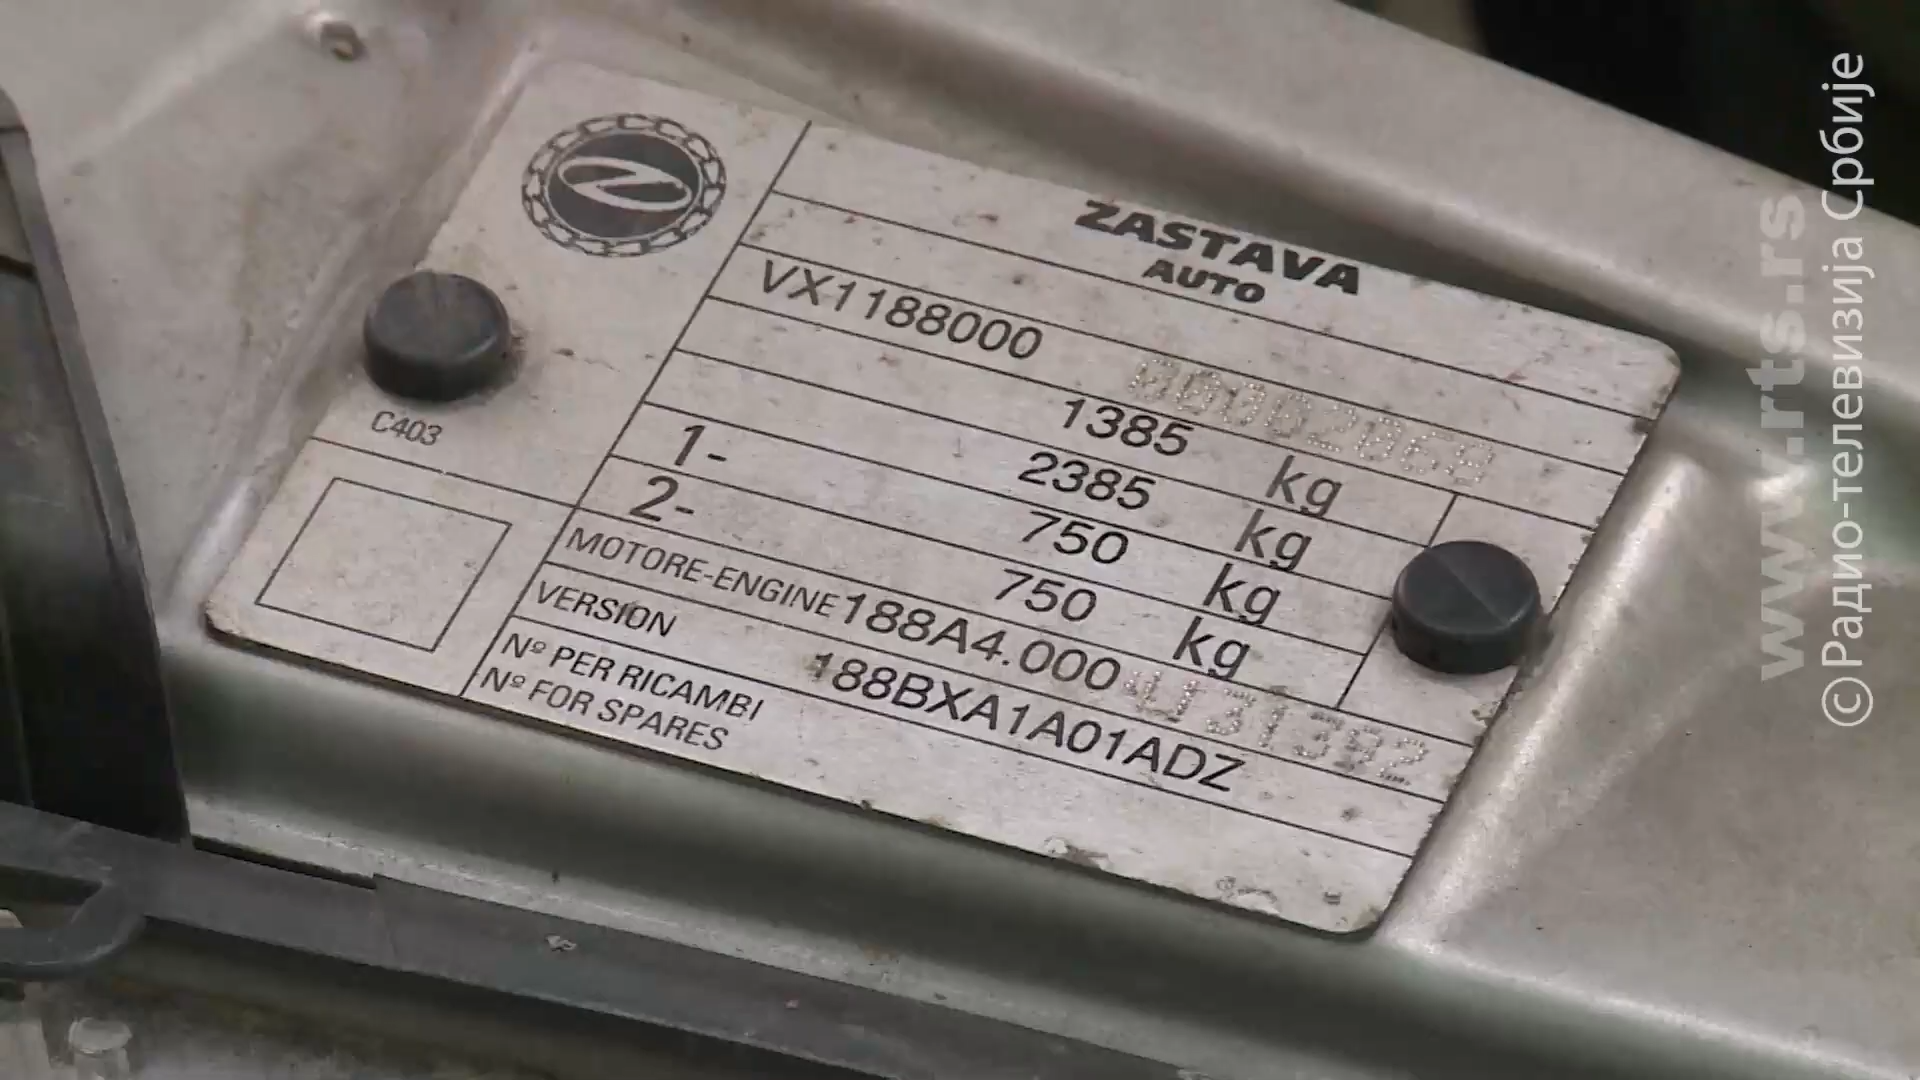 ZASTAVA
AUTO
VX1188000 00002069
1385 kg
2385 kg
1- 750 kg
2- 750 kg
C403
MOTORE-ENGINE 188A4.000
VERSION 188BXA1A01ADZ
Nº PER RICAMBI
Nº FOR SPARES
www.rts.rs
© Радио-телевизија Србије